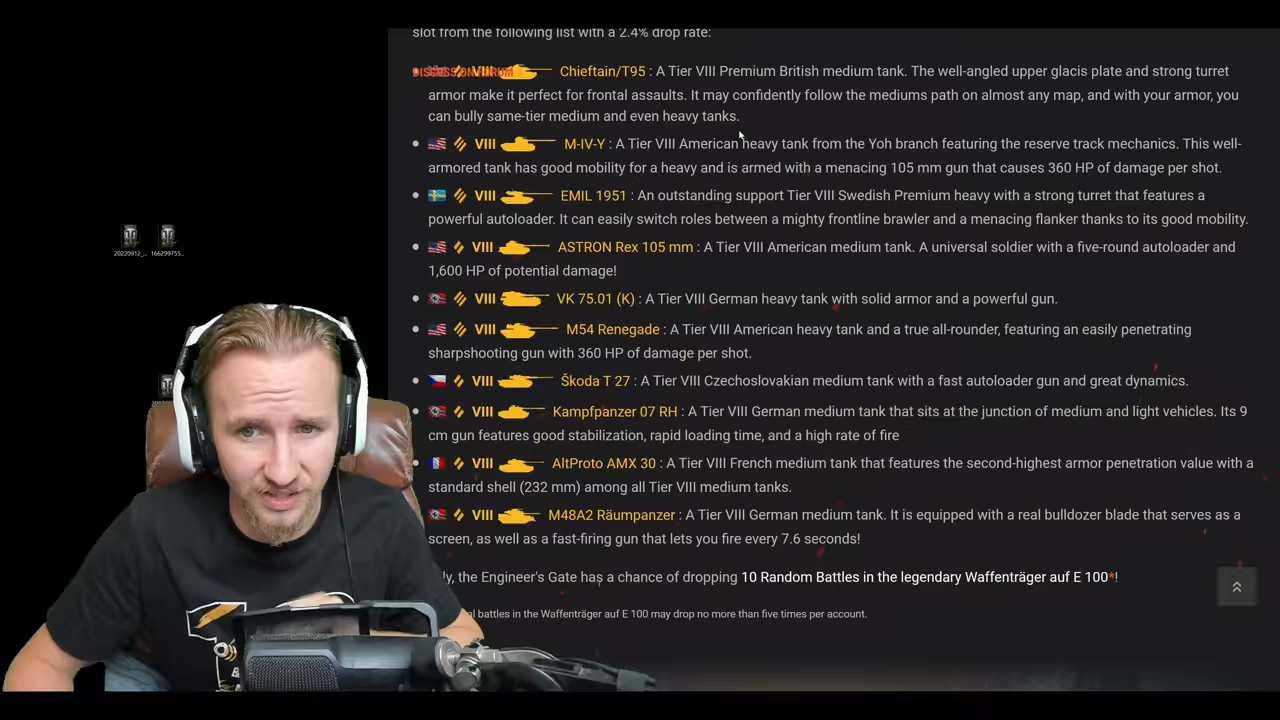 slot from the following list with a 2.4% drop rate:
DISCUSSION FORUM
VIII Chieftain/T95 : A Tier VIII Premium British medium tank. The well-angled upper glacis plate and strong turret
armor make it perfect for frontal assaults. It may confidently follow the mediums path on almost any map, and with your armor, you
can bully same-tier medium and even heavy tanks.
VIII M-IV-Y : A Tier VIII American heavy tank from the Yoh branch featuring the reserve track mechanics. This well-
armored tank has good mobility for a heavy and is armed with a menacing 105 mm gun that causes 360 HP of damage per shot.
VIII EMIL 1951 : An outstanding support Tier VIII Swedish Premium heavy with a strong turret that features a
powerful autoloader. It can easily switch roles between a mighty frontline brawler and a menacing flanker thanks to its good mobility.
VIII ASTRON Rex 105 mm : A Tier VIII American medium tank. A universal soldier with a five-round autoloader and
1,600 HP of potential damage!
VIII VK 75.01 (K) : A Tier VIII German heavy tank with solid armor and a powerful gun.
VIII M54 Renegade : A Tier VIII American heavy tank and a true all-rounder, featuring an easily penetrating
sharpshooting gun with 360 HP of damage per shot.
VIII Škoda T 27 : A Tier VIII Czechoslovakian medium tank with a fast autoloader gun and great dynamics.
VIII Kampfpanzer 07 RH : A Tier VIII German medium tank that sits at the junction of medium and light vehicles. Its 9
cm gun features good stabilization, rapid loading time, and a high rate of fire
VIII AltProto AMX 30 : A Tier VIII French medium tank that features the second-highest armor penetration value with a
standard shell (232 mm) among all Tier VIII medium tanks.
VIII M48A2 Räumpanzer : A Tier VIII German medium tank. It is equipped with a real bulldozer blade that serves as a
screen, as well as a fast-firing gun that lets you fire every 7.6 seconds!
ly, the Engineer's Gate has a chance of dropping 10 Random Battles in the legendary Waffenträger auf E 100*!
al battles in the Waffenträger auf E 100 may drop no more than five times per account.
20220912_... 166299755...